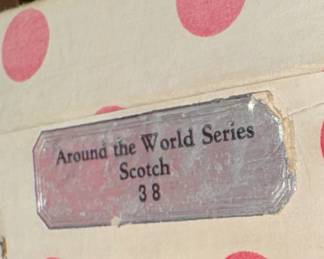 Around the World Series
Scotch
38